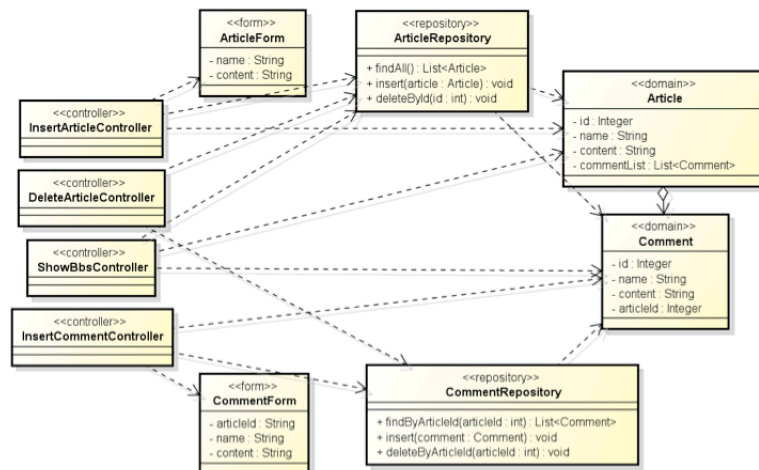 <<form>>
ArticleForm
- name : String
- content : String
<<repository>>
ArticleRepository
+ findAll() : List<Article>
+ insert(article : Article) : void
+ deleteById(id : int) : void
<<domain>>
Article
- id : Integer
- name : String
- content : String
- commentList : List<Comment>
<<controller>>
InsertArticleController
<<controller>>
DeleteArticleController
<<controller>>
ShowBbsController
<<controller>>
InsertCommentController
<<domain>>
Comment
- id : Integer
- name : String
- content : String
- articleId : Integer
<<form>>
CommentForm
- articleId : String
- name : String
- content : String
<<repository>>
CommentRepository
+ findByArticleId(articleId : int) : List<Comment>
+ insert(comment : Comment) : void
+ deleteByArticleId(articleId : int) : void